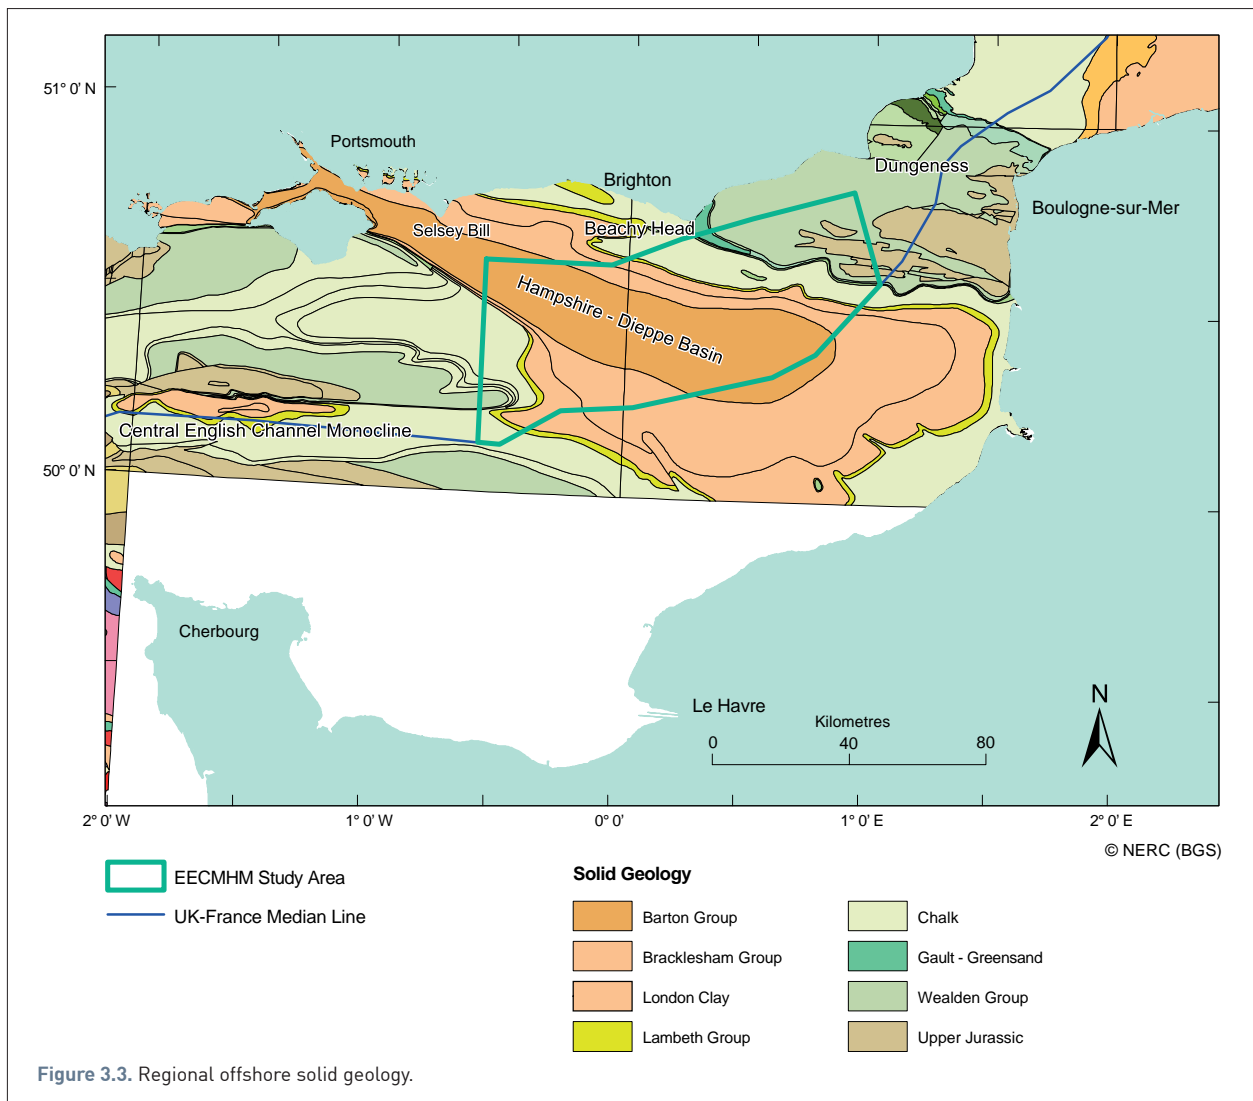 51° 0' N
Portsmouth
Dungeness
Brighton
Boulogne-sur-Mer
Selsey Bill
Beachy Head
Hampshire - Dieppe Basin
Central English Channel Monocline
50° 0' N
Cherbourg
Le Havre
Kilometres
0 40 80
N
2° 0' W 1° 0' W 0° 0' 1° 0' E 2° 0' E
© NERC (BGS)
EECMHM Study Area
UK-France Median Line
Solid Geology
Barton Group
Bracklesham Group
London Clay
Lambeth Group
Chalk
Gault - Greensand
Wealden Group
Upper Jurassic
Figure 3.3. Regional offshore solid geology.